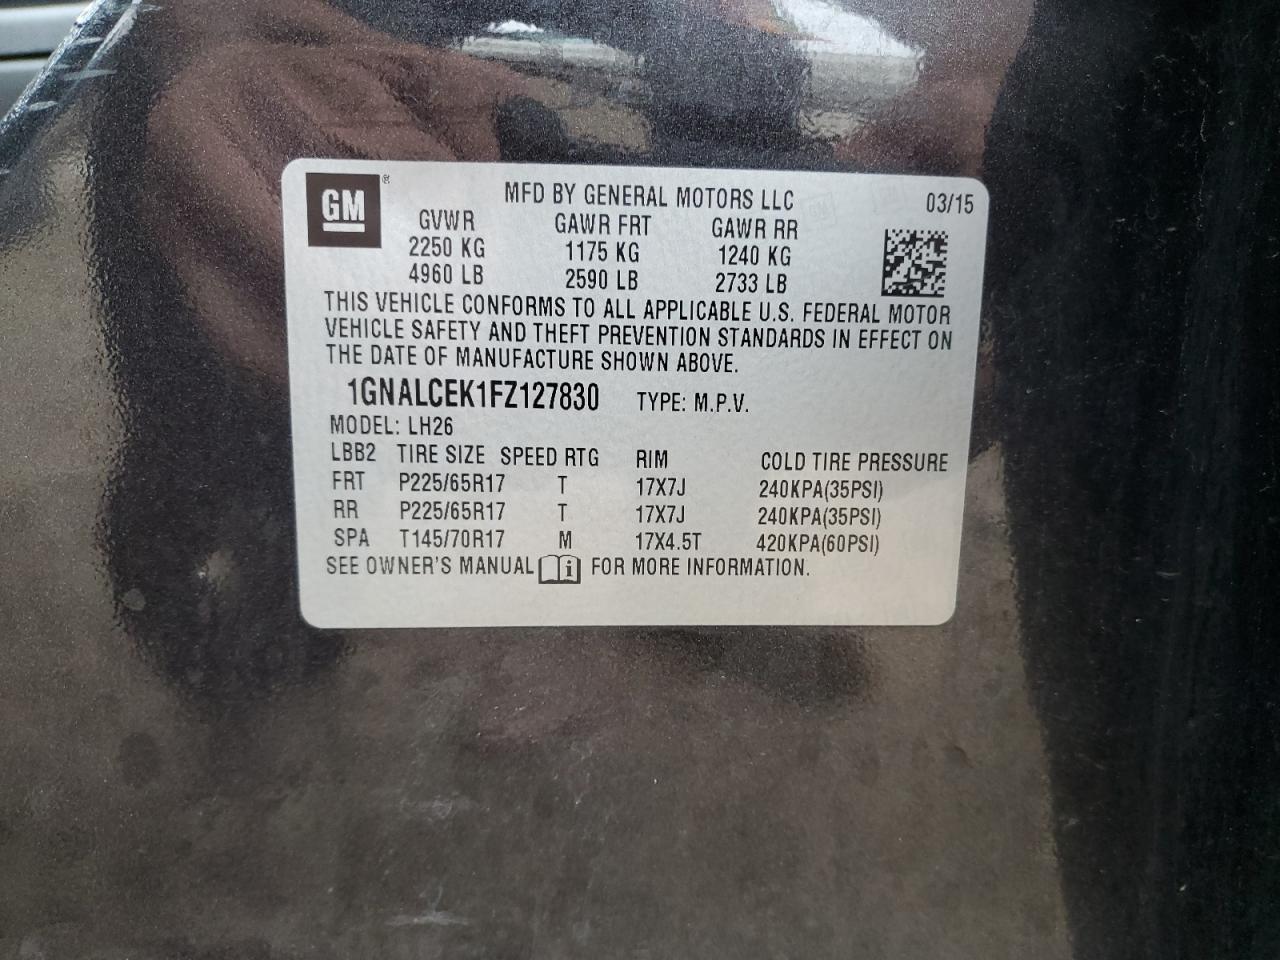 GM ® MFD BY GENERAL MOTORS LLC 03/15
GVWR GAWR FRT GAWR RR
2250 KG 1175 KG 1240 KG
4960 LB 2590 LB 2733 LB
THIS VEHICLE CONFORMS TO ALL APPLICABLE U.S. FEDERAL MOTOR
VEHICLE SAFETY AND THEFT PREVENTION STANDARDS IN EFFECT ON
THE DATE OF MANUFACTURE SHOWN ABOVE.
1GNALCEK1FZ127830 TYPE: M.P.V.
MODEL: LH26
LBB2 TIRE SIZE SPEED RTG RIM COLD TIRE PRESSURE
FRT P225/65R17 T 17X7J 240KPA(35PSI)
RR P225/65R17 T 17X7J 240KPA(35PSI)
SPA T145/70R17 M 17X4.5T 420KPA(60PSI)
SEE OWNER'S MANUAL i FOR MORE INFORMATION.